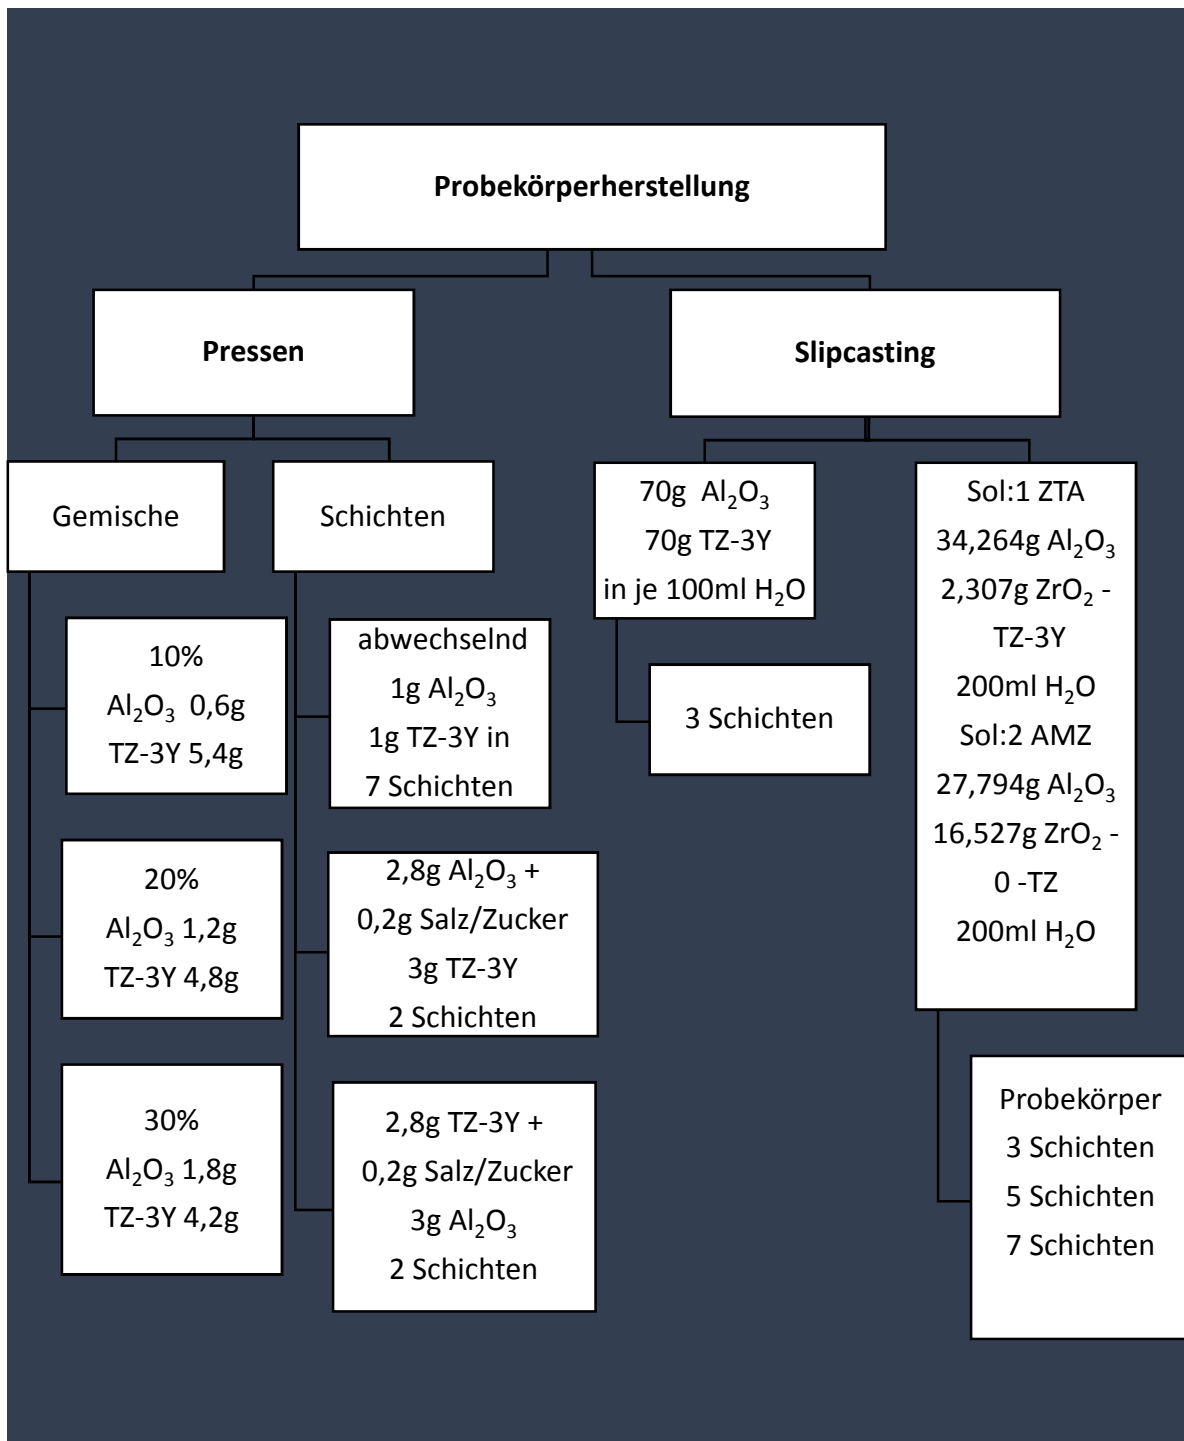 Probekörperherstellung
Pressen
Slipcasting
Gemische
Schichten
10%
Al₂O₃ 0,6g
TZ-3Y 5,4g
20%
Al₂O₃ 1,2g
TZ-3Y 4,8g
30%
Al₂O₃ 1,8g
TZ-3Y 4,2g
abwechselnd
1g Al₂O₃
1g TZ-3Y in
7 Schichten
2,8g Al₂O₃ +
0,2g Salz/Zucker
3g TZ-3Y
2 Schichten
2,8g TZ-3Y +
0,2g Salz/Zucker
3g Al₂O₃
2 Schichten
70g Al₂O₃
70g TZ-3Y
in je 100ml H₂O
3 Schichten
Sol:1 ZTA
34,264g Al₂O₃
2,307g ZrO₂ -
TZ-3Y
200ml H₂O
Sol:2 AMZ
27,794g Al₂O₃
16,527g ZrO₂ -
0 -TZ
200ml H₂O
Probekörper
3 Schichten
5 Schichten
7 Schichten